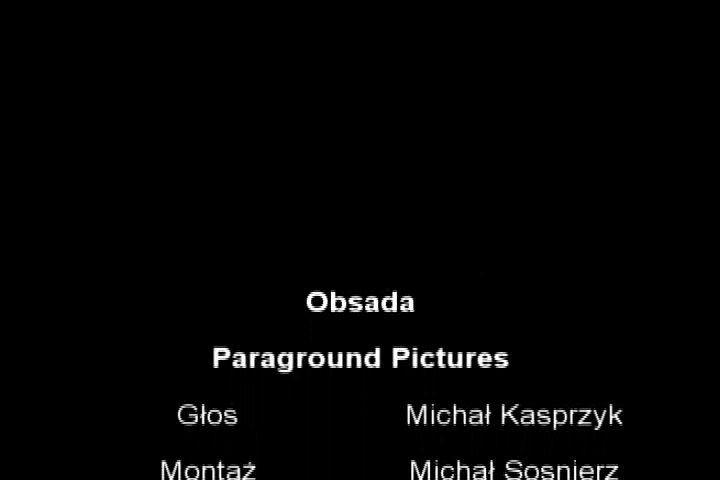 Obsada
Paraground Pictures
Głos Michał Kasprzyk
Montaż Michał Sosnierz